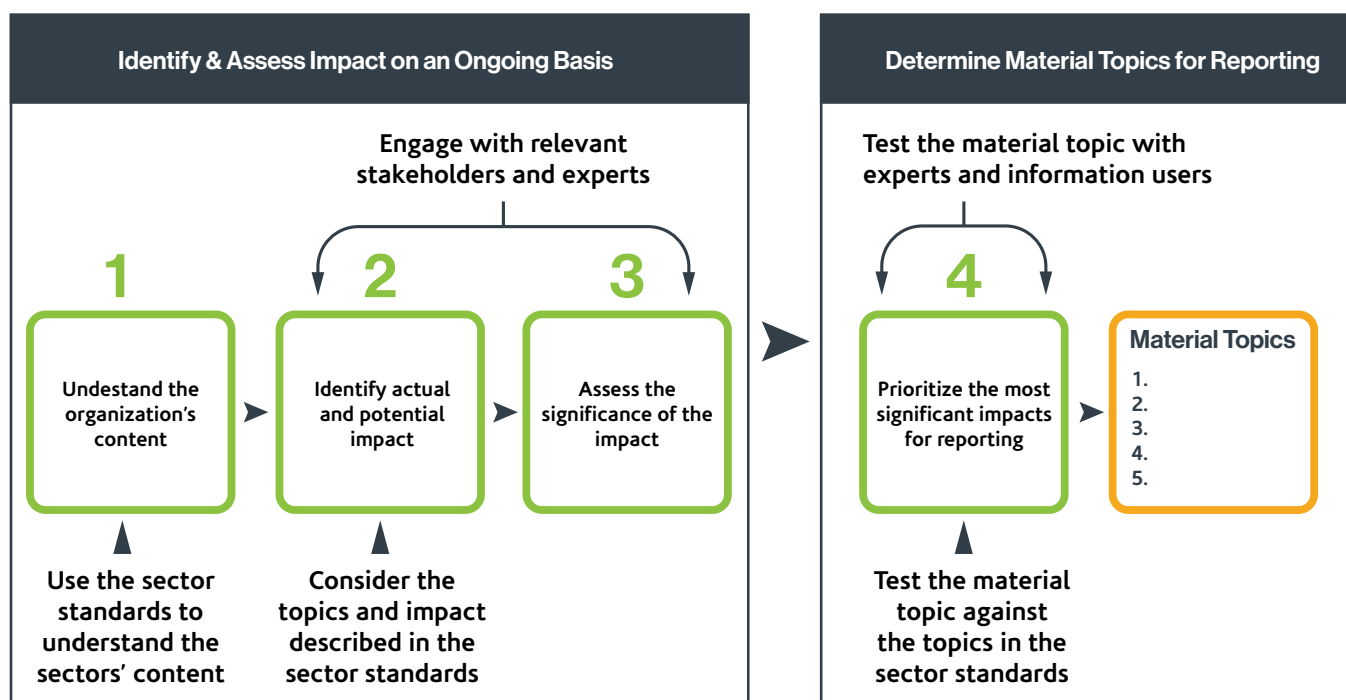 Identify & Assess Impact on an Ongoing Basis
Engage with relevant
stakeholders and experts
1
2
3
Undestand the
organization's
content
Identify actual
and potential
impact
Assess the
significance of the
impact
Use the sector
standards to
understand the
sectors' content
Consider the
topics and impact
described in the
sector standards
Determine Material Topics for Reporting
Test the material topic with
experts and information users
4
Prioritize the most
significant impacts
for reporting
Material Topics
1.
2.
3.
4.
5.
Test the material
topic against
the topics in the
sector standards